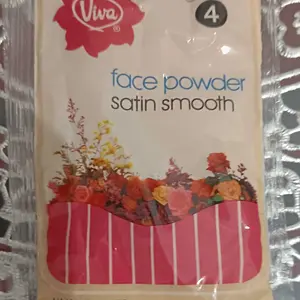 Viva®
4
face powder
satin smooth